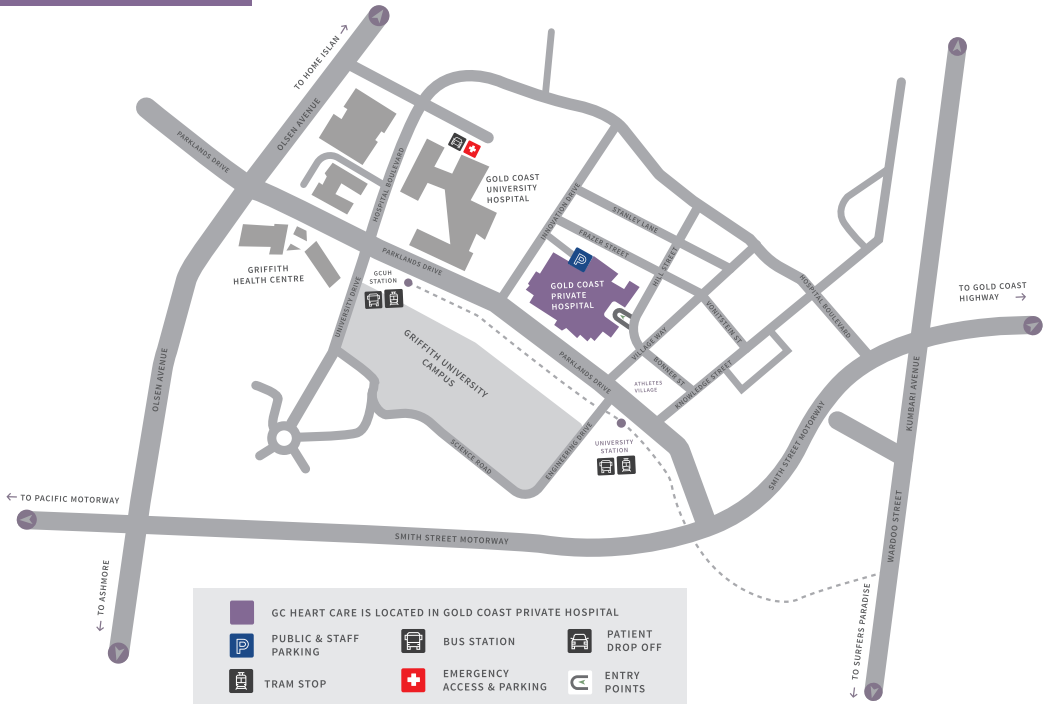 TO HOME ISLAN
OLSEN AVENUE
PARKLANDS DRIVE
HOSPITAL BOULEVARD
GOLD COAST
UNIVERSITY
HOSPITAL
INNOVATION DRIVE
STANLEY LANE
FRAZER STREET
HILL STREET
P
GOLD COAST
PRIVATE
HOSPITAL
GRIFFITH
HEALTH CENTRE
PARKLANDS DRIVE
GCUH
STATION
UNIVERSITY DRIVE
GRIFFITH UNIVERSITY
CAMPUS
VILLAGE WAY
VONITSTEIN ST
BONNER ST
KNOWLEDGE STREET
HOSPITAL BOULEVARD
TO GOLD COAST
HIGHWAY
PARKLANDS DRIVE
ATHLETES
VILLAGE
OLSEN AVENUE
KUMBARI AVENUE
SCIENCE ROAD
ENGINEERING DRIVE
UNIVERSITY
STATION
SMITH STREET MOTORWAY
TO PACIFIC MOTORWAY
SMITH STREET MOTORWAY
WARDOO STREET
TO ASHMORE
TO SURFERS PARADISE
GC HEART CARE IS LOCATED IN GOLD COAST PRIVATE HOSPITAL
P
PUBLIC & STAFF
PARKING
BUS STATION
PATIENT
DROP OFF
TRAM STOP
EMERGENCY
ACCESS & PARKING
ENTRY
POINTS